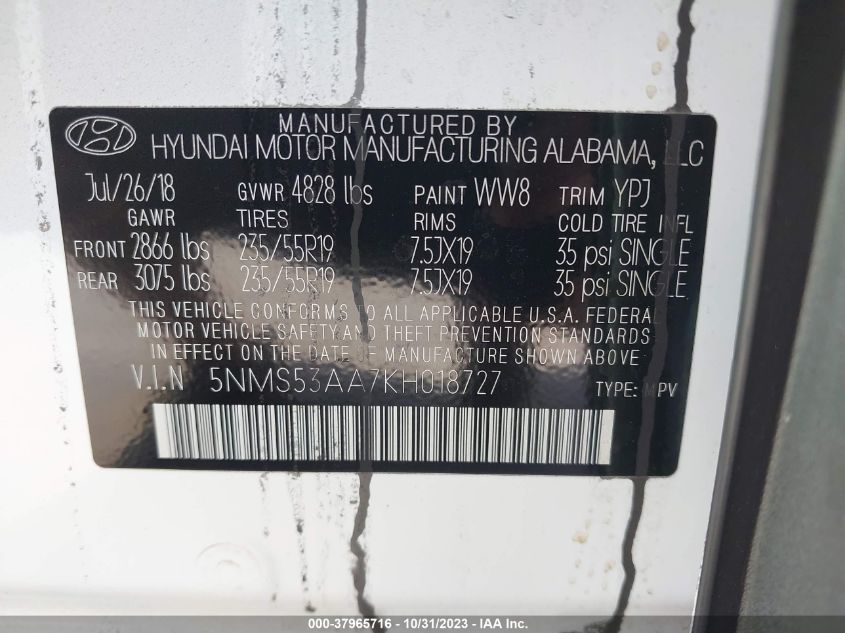 MANUFACTURED BY
HYUNDAI MOTOR MANUFACTURING ALABAMA, LLC
Jul/26/18 GVWR 4828 lbs PAINT WW8 TRIM YPJ
GAWR TIRES RIMS COLD TIRE INFL
FRONT 2866 lbs 235/55R19 7.5JX19 35 psi SINGLE
REAR 3075 lbs 235/55R19 7.5JX19 35 psi SINGLE
THIS VEHICLE CONFORMS TO ALL APPLICABLE U.S.A. FEDERAL
MOTOR VEHICLE SAFETY AND THEFT PREVENTION STANDARDS
IN EFFECT ON THE DATE OF MANUFACTURE SHOWN ABOVE.
V.I.N 5NMS53AA7KH018727 TYPE: MPV
000-37965716 - 10/31/2023 - IAA Inc.